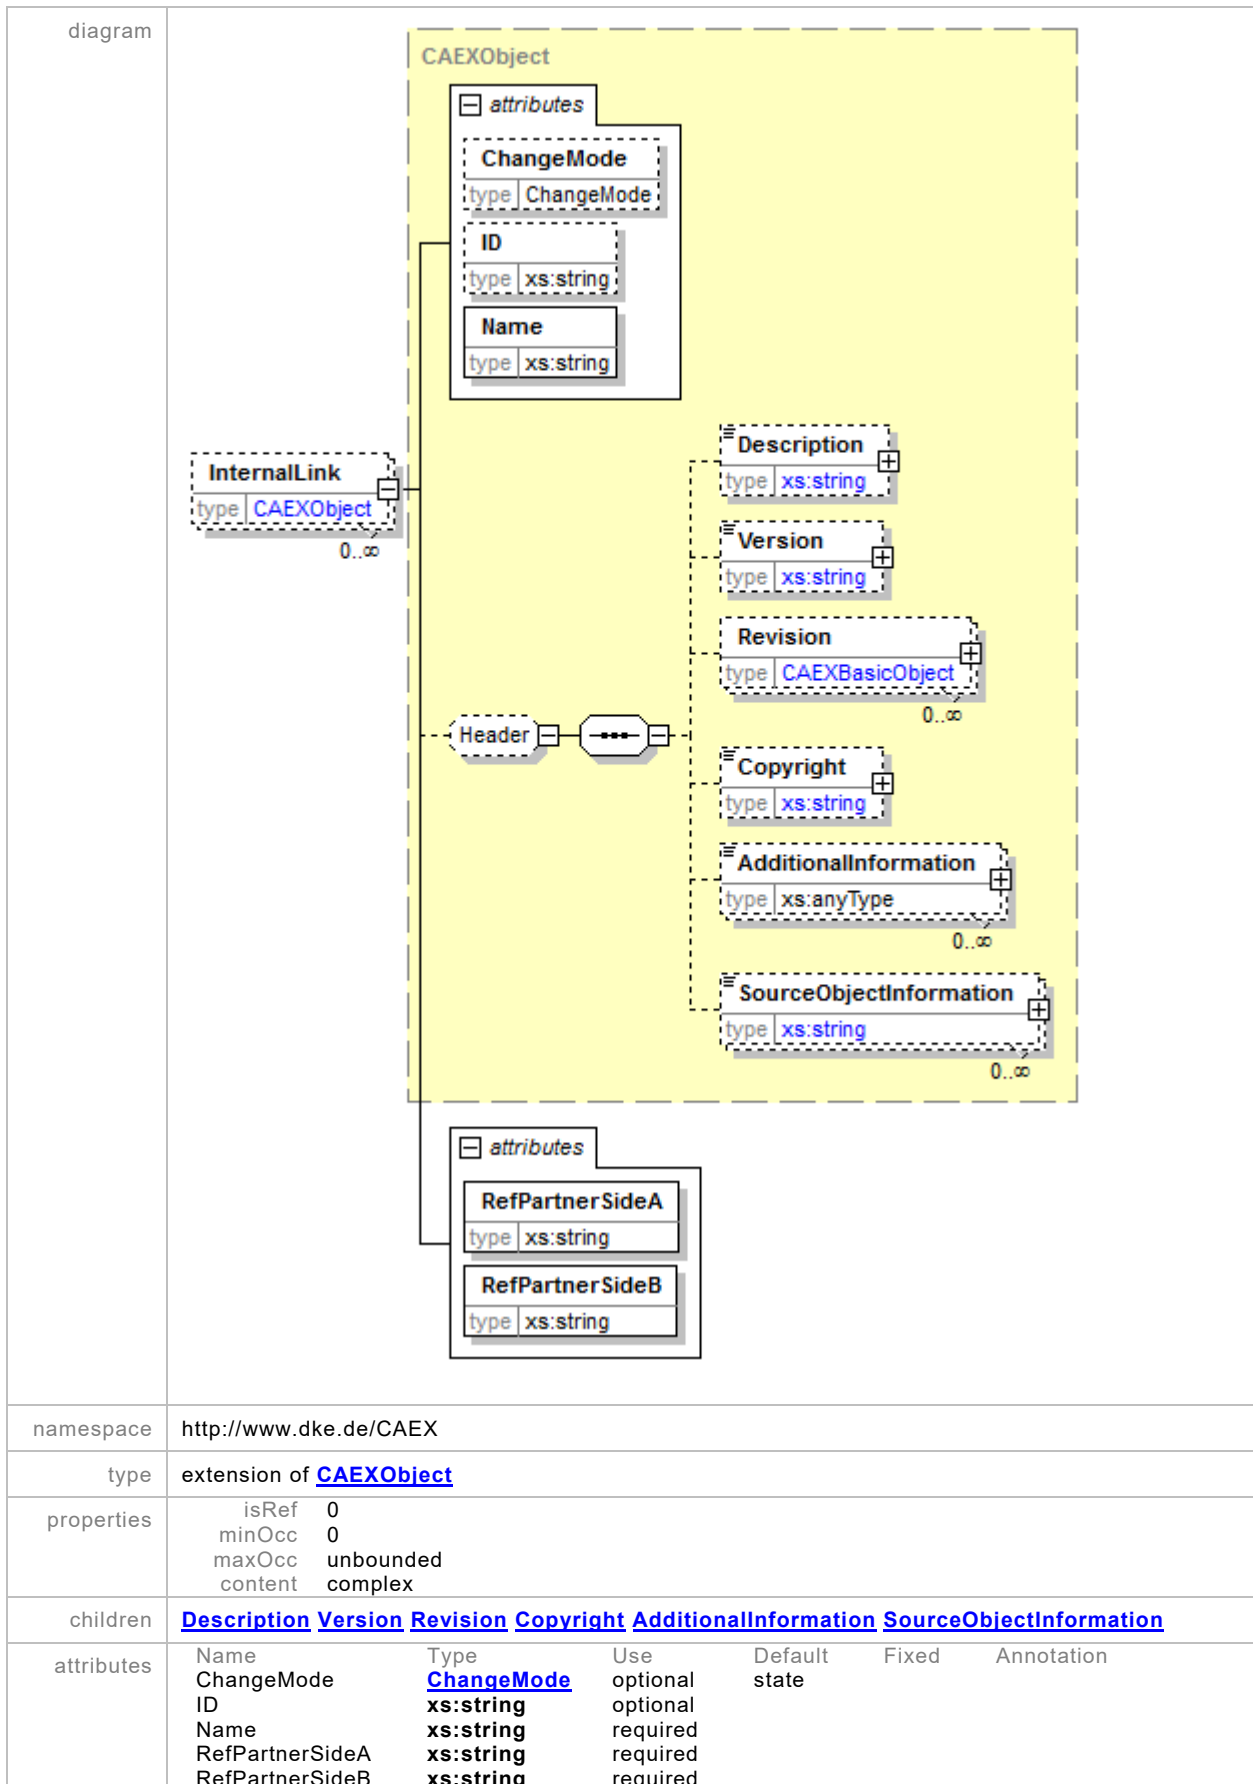 diagram
CAEXObject
attributes
ChangeMode
type ChangeMode
ID
type xs:string
Name
type xs:string
InternalLink
type CAEXObject
0..∞
Header
Description
type xs:string
Version
type xs:string
Revision
type CAEXBasicObject
0..∞
Copyright
type xs:string
AdditionalInformation
type xs:anyType
0..∞
SourceObjectInformation
type xs:string
0..∞
attributes
RefPartnerSideA
type xs:string
RefPartnerSideB
type xs:string
namespace http://www.dke.de/CAEX
type extension of CAEXObject
properties isRef 0
minOcc 0
maxOcc unbounded
content complex
children Description Version Revision Copyright AdditionalInformation SourceObjectInformation
attributes Name Type Use Default Fixed Annotation
ChangeMode ChangeMode optional state
ID xs:string optional
Name xs:string required
RefPartnerSideA xs:string required
RefPartnerSideB xs:string required